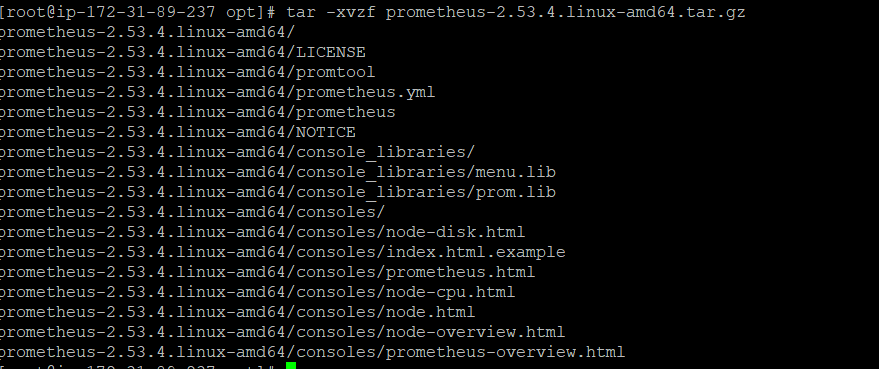 [root@ip-172-31-89-237 opt]# tar -xvzf prometheus-2.53.4.linux-amd64.tar.gz
prometheus-2.53.4.linux-amd64/
prometheus-2.53.4.linux-amd64/LICENSE
prometheus-2.53.4.linux-amd64/promtool
prometheus-2.53.4.linux-amd64/prometheus.yml
prometheus-2.53.4.linux-amd64/prometheus
prometheus-2.53.4.linux-amd64/NOTICE
prometheus-2.53.4.linux-amd64/console_libraries/
prometheus-2.53.4.linux-amd64/console_libraries/menu.lib
prometheus-2.53.4.linux-amd64/console_libraries/prom.lib
prometheus-2.53.4.linux-amd64/consoles/
prometheus-2.53.4.linux-amd64/consoles/node-disk.html
prometheus-2.53.4.linux-amd64/consoles/index.html.example
prometheus-2.53.4.linux-amd64/consoles/prometheus.html
prometheus-2.53.4.linux-amd64/consoles/node-cpu.html
prometheus-2.53.4.linux-amd64/consoles/node.html
prometheus-2.53.4.linux-amd64/consoles/node-overview.html
prometheus-2.53.4.linux-amd64/consoles/prometheus-overview.html
[root@ip-172-31-89-237 opt]#